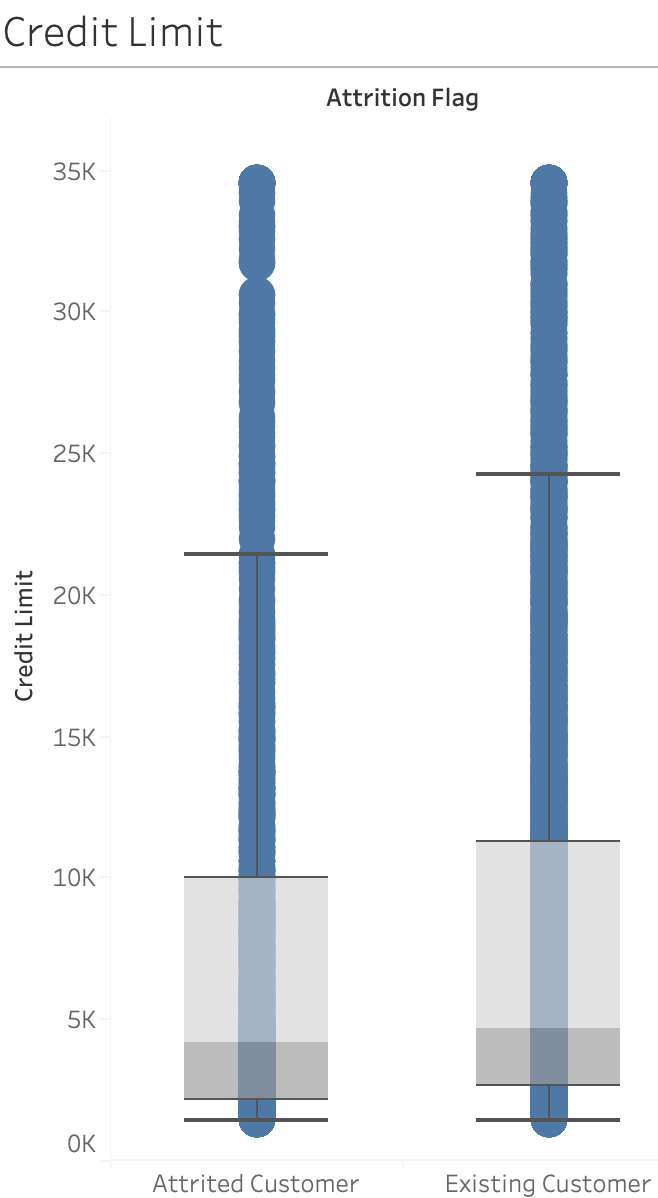 Credit Limit
Attrition Flag
35K
30K
25K
20K
15K
10K
5K
0K
Credit Limit
Attrited Customer
Existing Customer